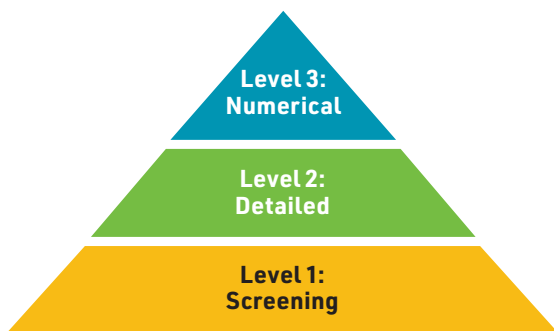 Level 3:
Numerical
Level 2:
Detailed
Level 1:
Screening